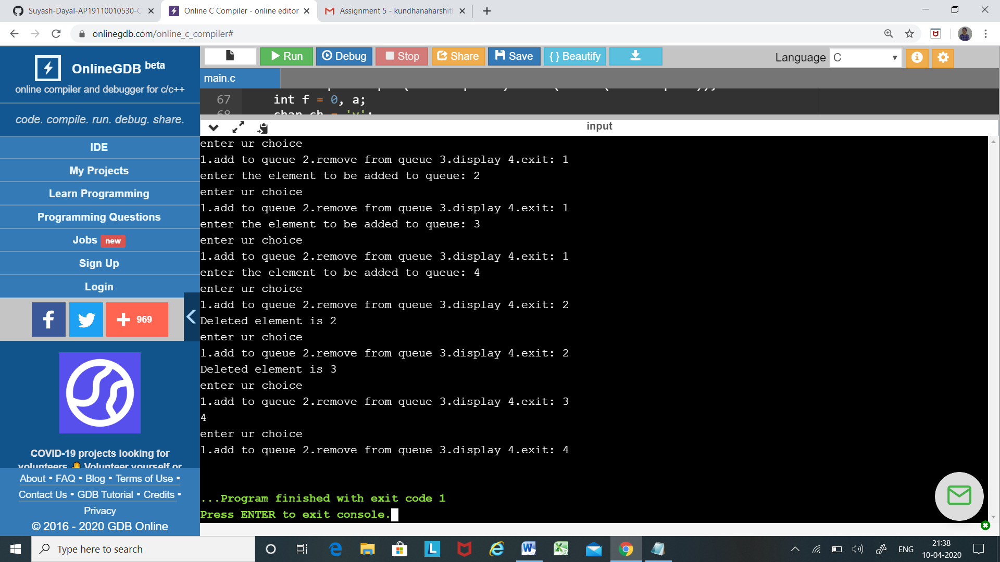 Suyash-Dayal-AP19110010530-C
Online C Compiler - online editor
Assignment 5 - kundhanaharshith
onlinegdb.com/online_c_compiler#
OnlineGDB beta
online compiler and debugger for c/c++
code. compile. run. debug. share.
IDE
My Projects
Learn Programming
Programming Questions
Jobs new
Sign Up
Login
969
COVID-19 projects looking for
volunteers Volunteer yourself or
About • FAQ • Blog • Terms of Use •
Contact Us • GDB Tutorial • Credits •
Privacy
© 2016 - 2020 GDB Online
Run
Debug
Stop
Share
Save
{ } Beautify
Language C
main.c
67 int f = 0, a;
68 char ch = 'y';
input
enter ur choice
1.add to queue 2.remove from queue 3.display 4.exit: 1
enter the element to be added to queue: 2
enter ur choice
1.add to queue 2.remove from queue 3.display 4.exit: 1
enter the element to be added to queue: 3
enter ur choice
1.add to queue 2.remove from queue 3.display 4.exit: 1
enter the element to be added to queue: 4
enter ur choice
1.add to queue 2.remove from queue 3.display 4.exit: 2
Deleted element is 2
enter ur choice
1.add to queue 2.remove from queue 3.display 4.exit: 2
Deleted element is 3
enter ur choice
1.add to queue 2.remove from queue 3.display 4.exit: 3
4
enter ur choice
1.add to queue 2.remove from queue 3.display 4.exit: 4
...Program finished with exit code 1
Press ENTER to exit console.
Type here to search
ENG
21:38
10-04-2020